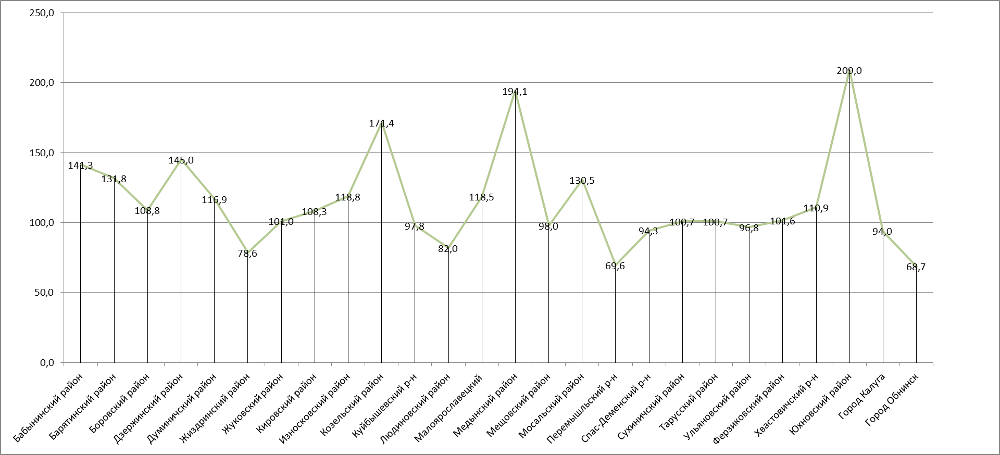 250,0
200,0
150,0
100,0
50,0
0,0
141,3
131,8
108,8
145,0
116,9
78,6
101,0
108,3
118,8
171,4
97,8
82,0
118,5
194,1
98,0
130,5
69,6
94,3
100,7
100,7
96,8
101,6
110,9
209,0
94,0
68,7
Бабынинский район
Барятинский район
Боровский район
Дзержинский район
Думиничский район
Жиздринский район
Жуковский район
Кировский район
Износковский район
Козельский район
Куйбышевский р-н
Людиновский район
Малоярославецкий
Медынский район
Мещовский район
Мосальский район
Перемышльский р-н
Спас-Деменский р-н
Сухиничский район
Тарусский район
Ульяновский район
Ферзиковский район
Хвастовичский р-н
Юхновский район
Город Калуга
Город Обнинск